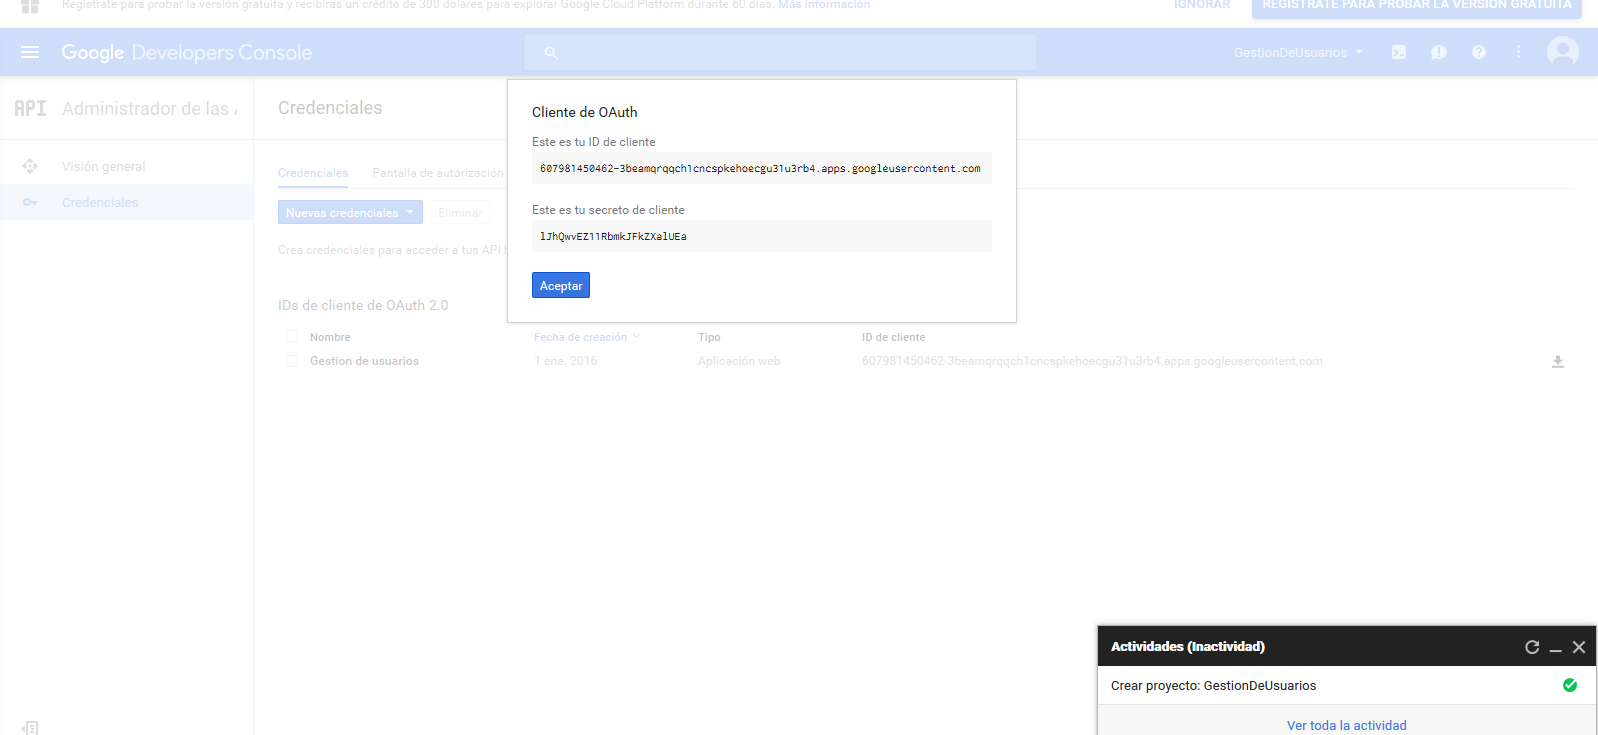 Regístrate para probar la versión gratuita y recibirás un crédito de 300 dólares para explorar Google Cloud Platform durante 60 días. Más información
IGNORAR
REGÍSTRATE PARA PROBAR LA VERSIÓN GRATUITA
Google Developers Console
GestionDeUsuarios
API Administrador de las
Credenciales
Visión general
Credenciales
Credenciales
Pantalla de autorización
Nuevas credenciales
Eliminar
Crea credenciales para acceder a tus API
Cliente de OAuth
Este es tu ID de cliente
607981450462-3beamqrqqch1cncspkehoecgu31u3rb4.apps.googleusercontent.com
Este es tu secreto de cliente
lJhQwvEZ11RbmkJFkZXalUEa
Aceptar
IDs de cliente de OAuth 2.0
Nombre
Fecha de creación
Tipo
ID de cliente
Gestion de usuarios
1 ene. 2016
Aplicación web
607981450462-3beamqrqqch1cncspkehoecgu31u3rb4.apps.googleusercontent.com
Actividades (Inactividad)
Crear proyecto: GestionDeUsuarios
Ver toda la actividad